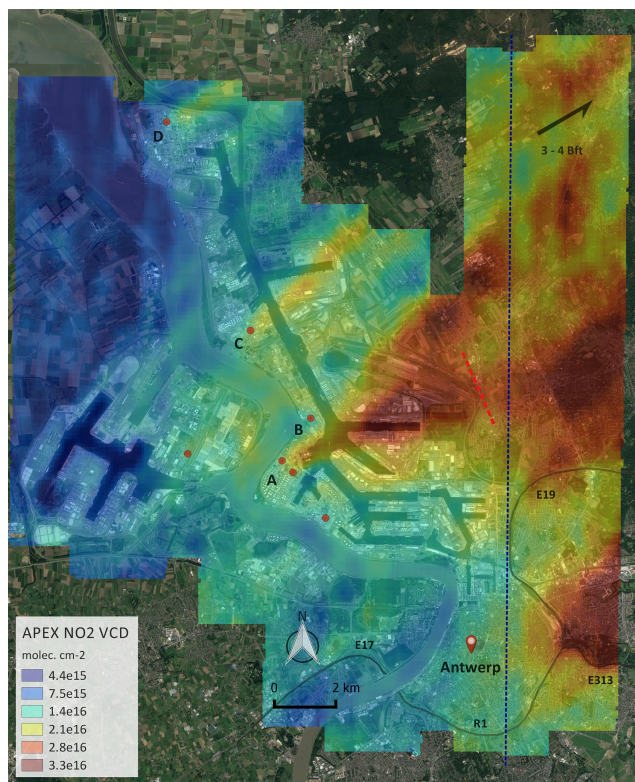 D
3 - 4 Bft
C
B
A
E19
N
E17
0 2 km
Antwerp
E313
R1
APEX NO2 VCD
molec. cm-2
4.4e15
7.5e15
1.4e16
2.1e16
2.8e16
3.3e16